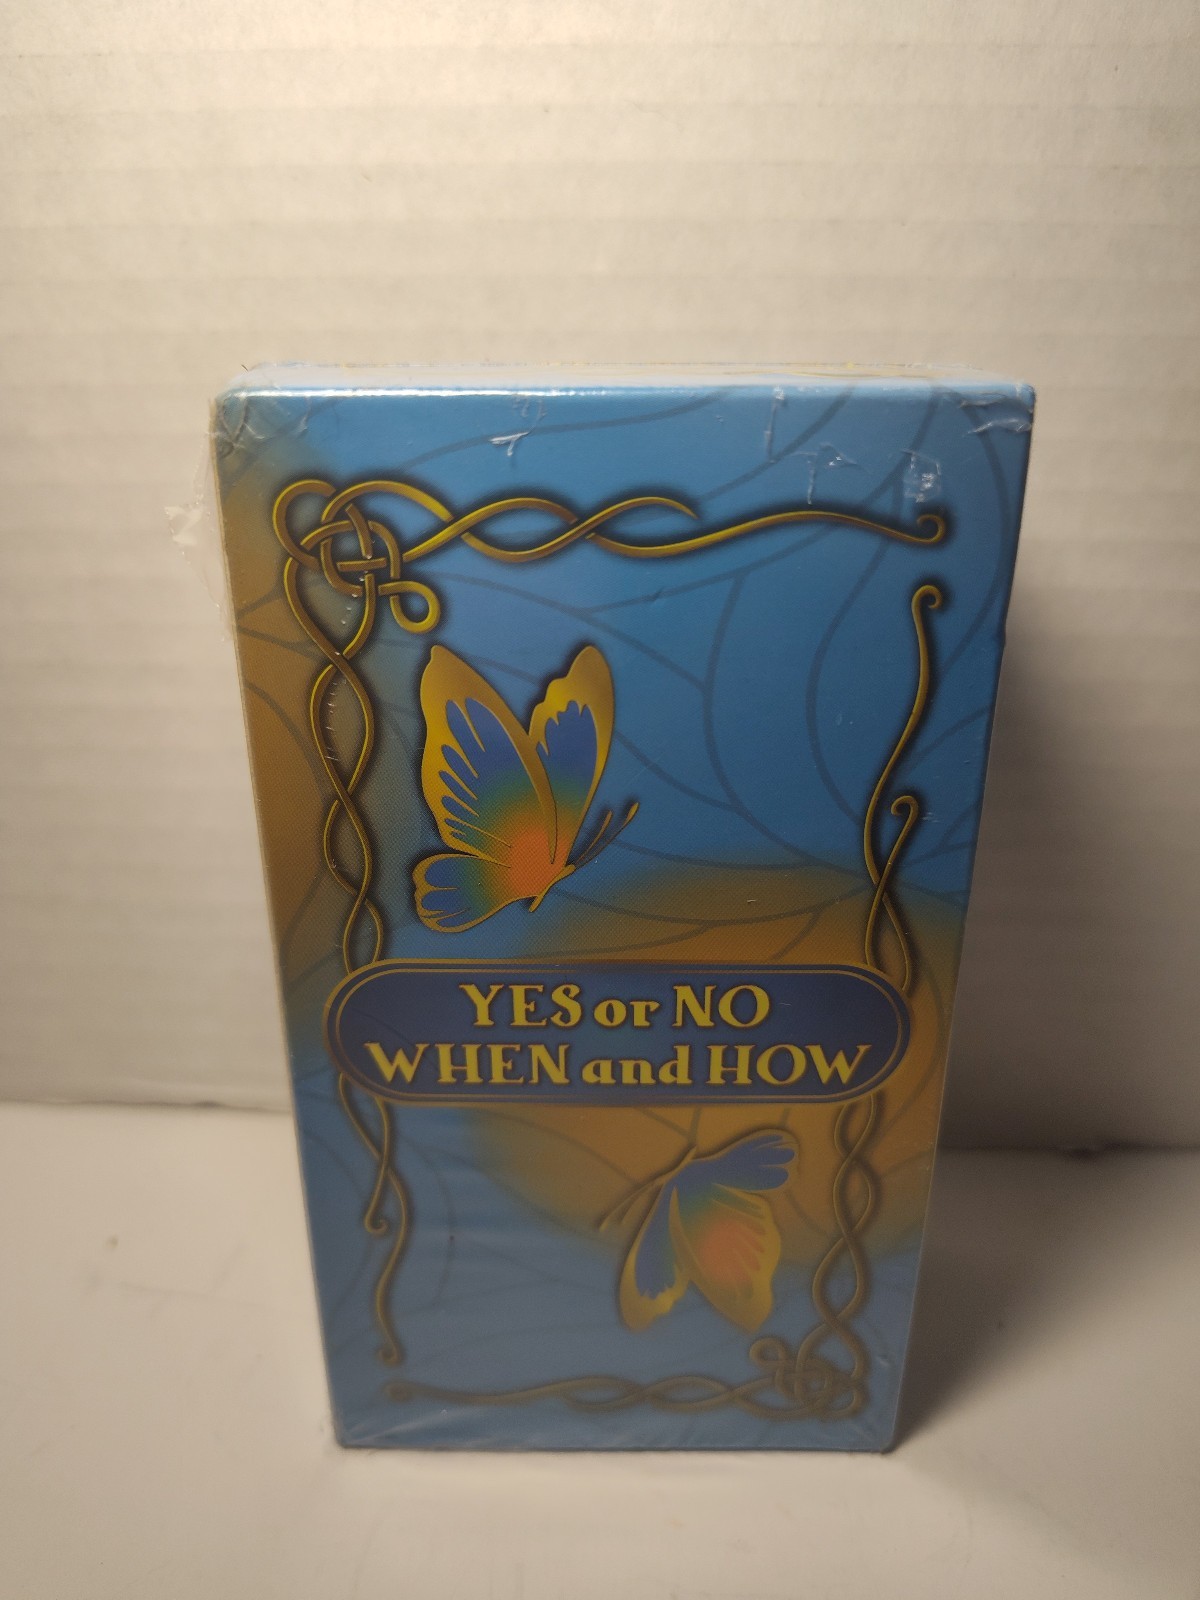 YES or NO
WHEN and HOW